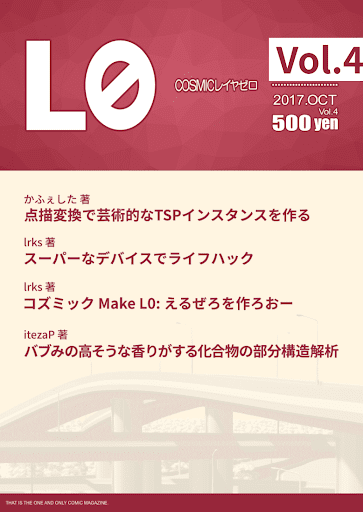 L0
COSMICレイヤゼロ
Vol.4
2017.OCT
Vol.4
500 yen
かふぇした 著
点描変換で芸術的なTSPインスタンスを作る
lrks 著
スーパーなデバイスでライフハック
lrks 著
コズミック Make L0: えるぜろを作ろおー
itezaP 著
バブみの高そうな香りがする化合物の部分構造解析
THAT IS THE ONE AND ONLY COMIC MAGAZINE.